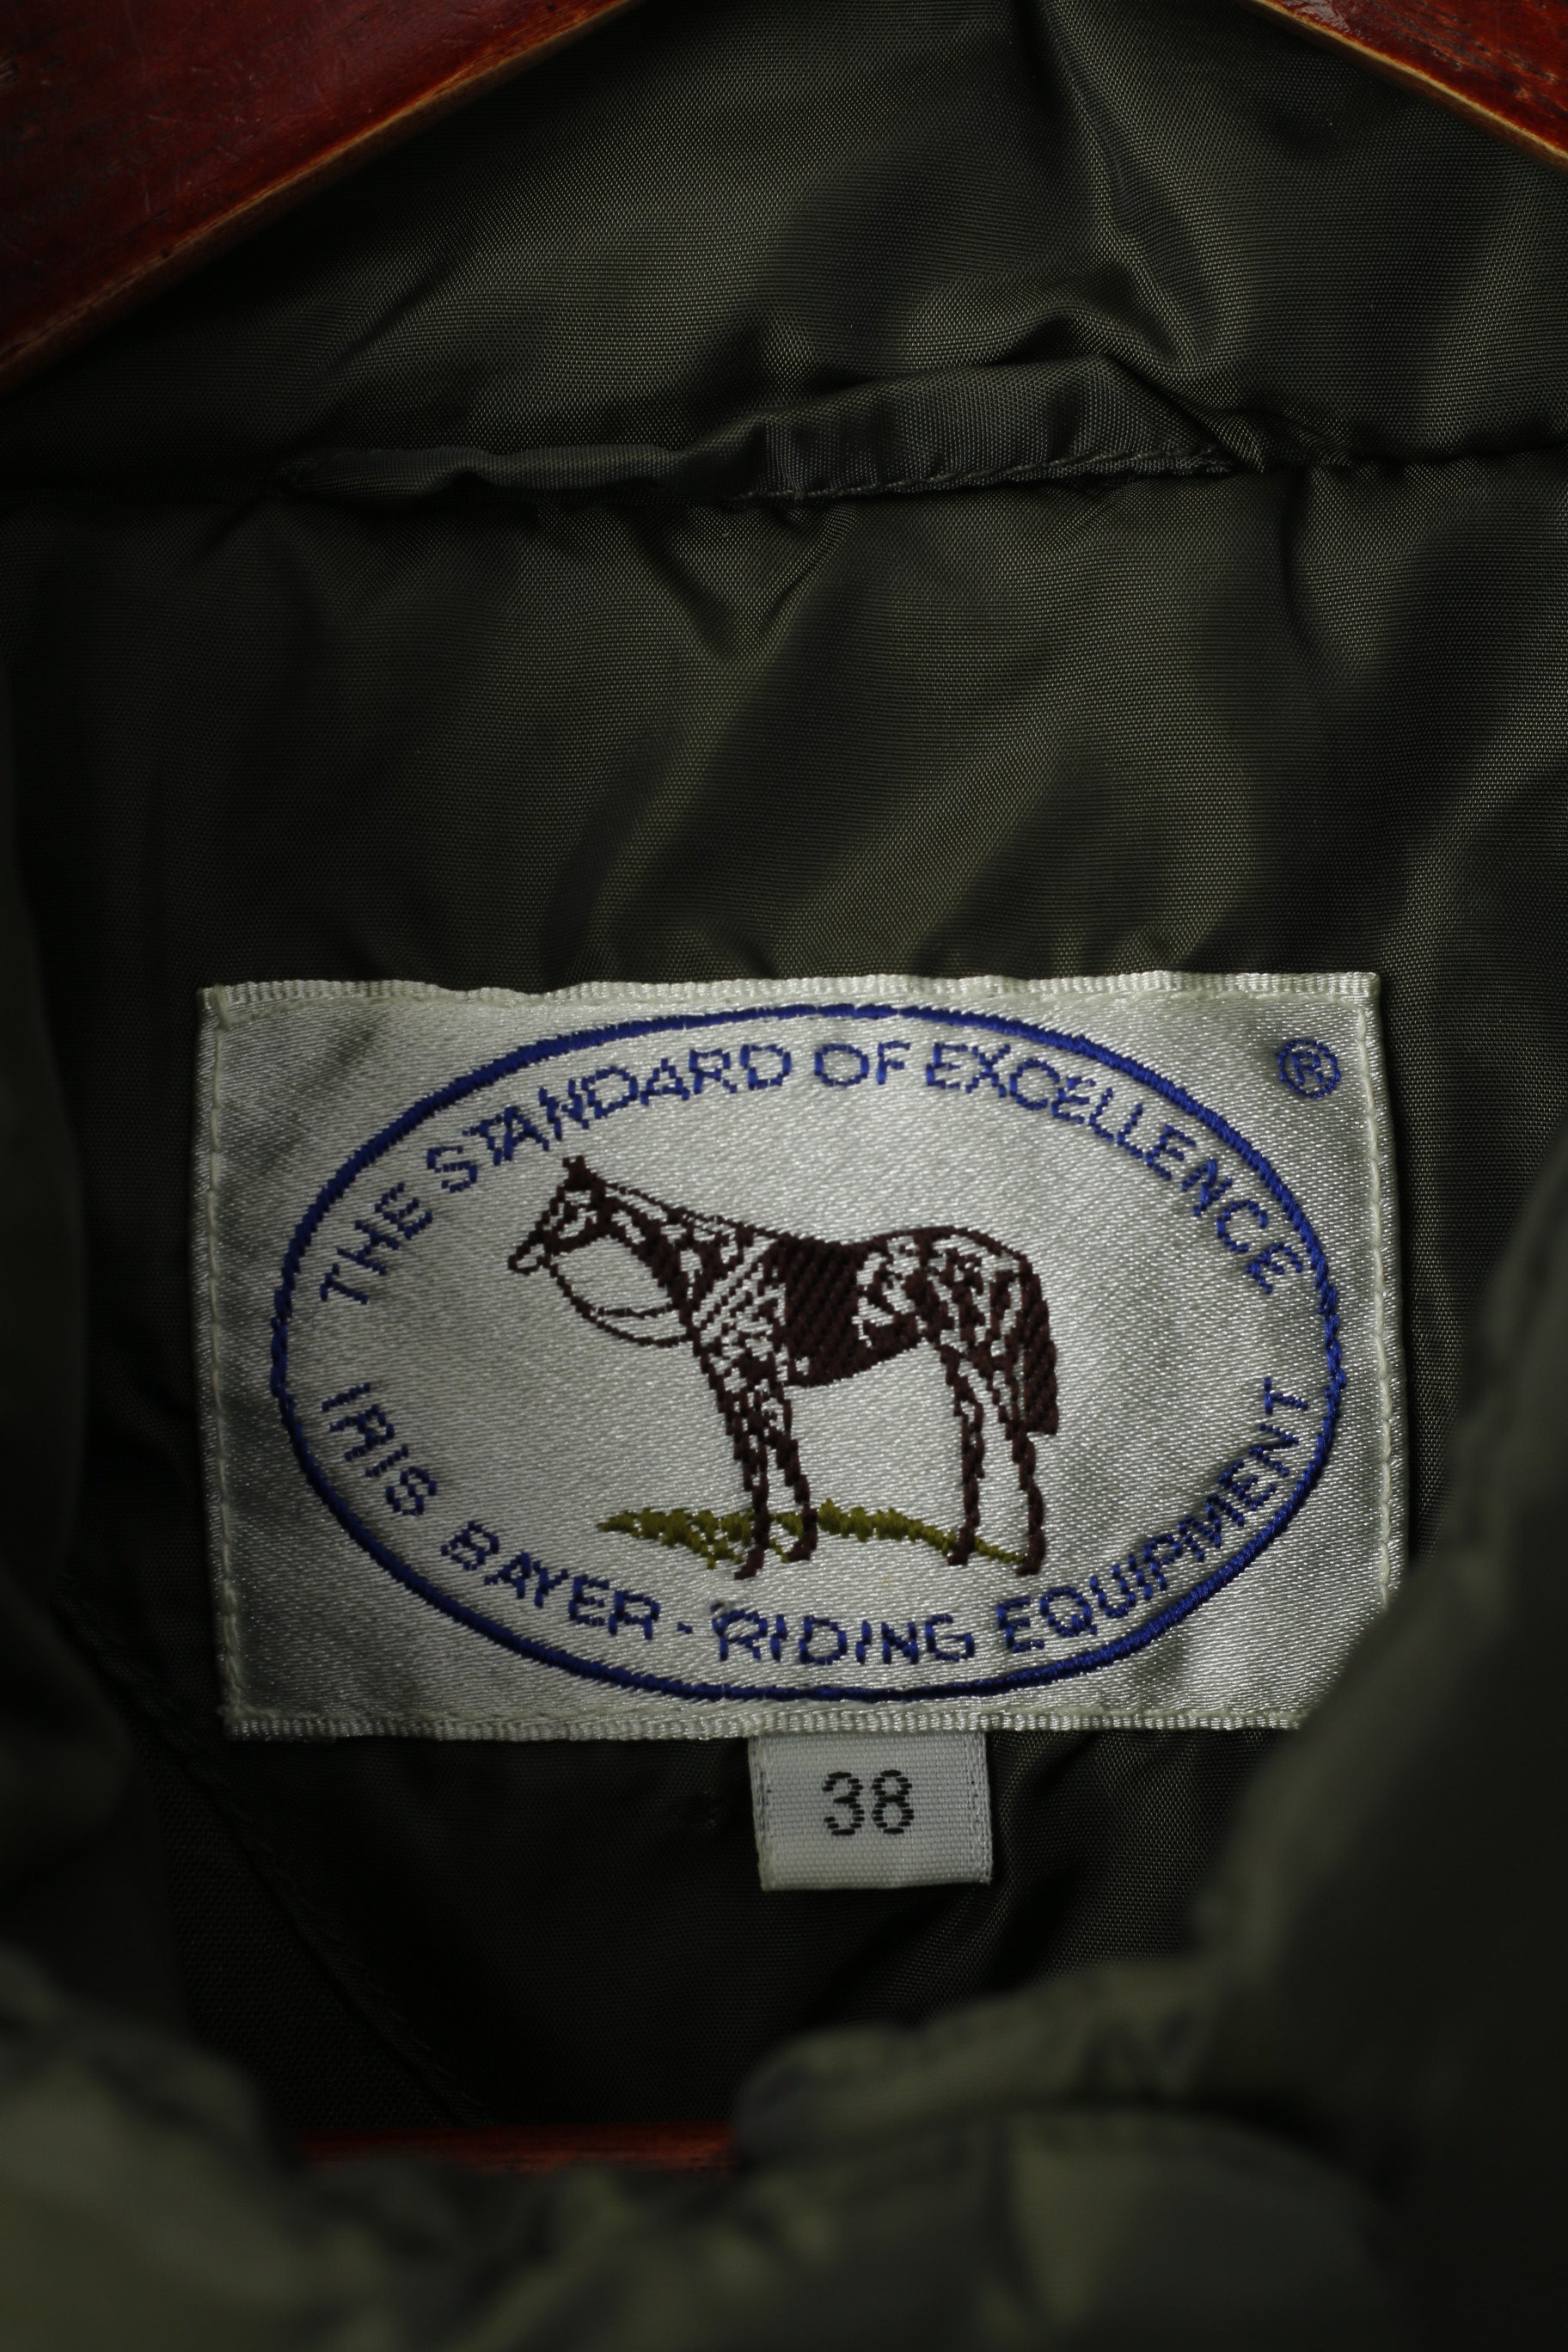 THE STANDARD OF EXCELLENCE
®
IRIS BAYER - RIDING EQUIPMENT
38